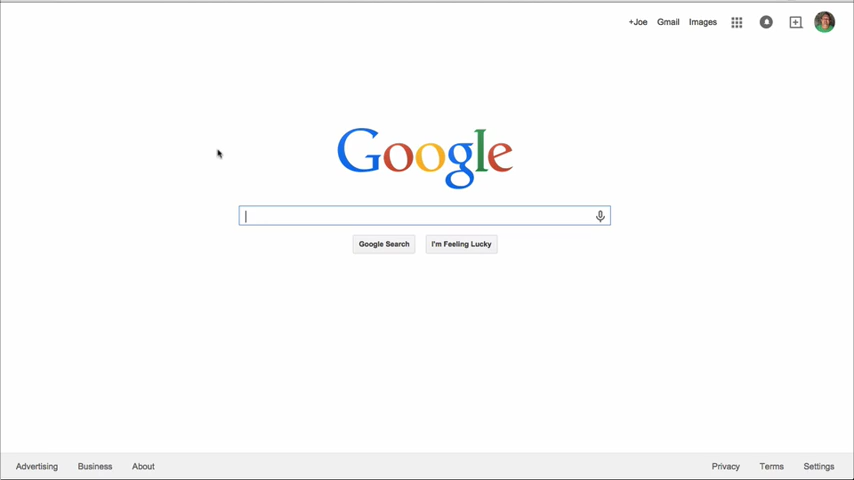 +Joe Gmail Images
Google
Google Search I'm Feeling Lucky
Advertising Business About Privacy Terms Settings